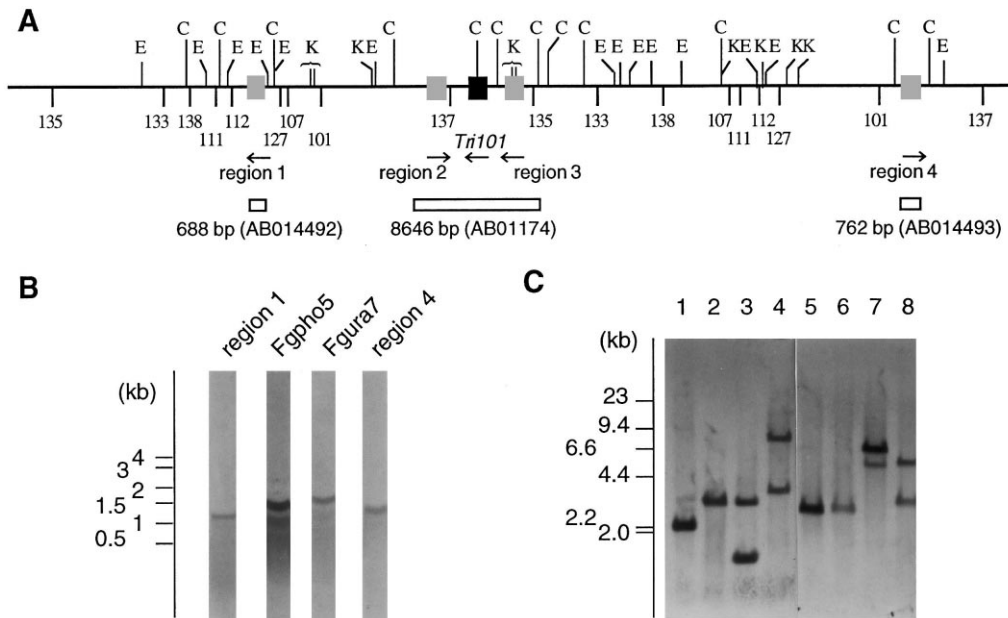 A
E C E C E E E K K E C C C K C C C E E E E E C K E K E K K C C E
135 133 138 111 112 127 107 101 137 135 133 138 107 111 112 127 101 137
Tri101
region 1 region 2 region 3 region 4
688 bp (AB014492) 8646 bp (AB01174) 762 bp (AB014493)
B
region 1 Fgpho5 Fgura7 region 4
(kb)
4
3
2
1.5
1
0.5
C
1 2 3 4 5 6 7 8
(kb)
23
9.4
6.6
4.4
2.2
2.0